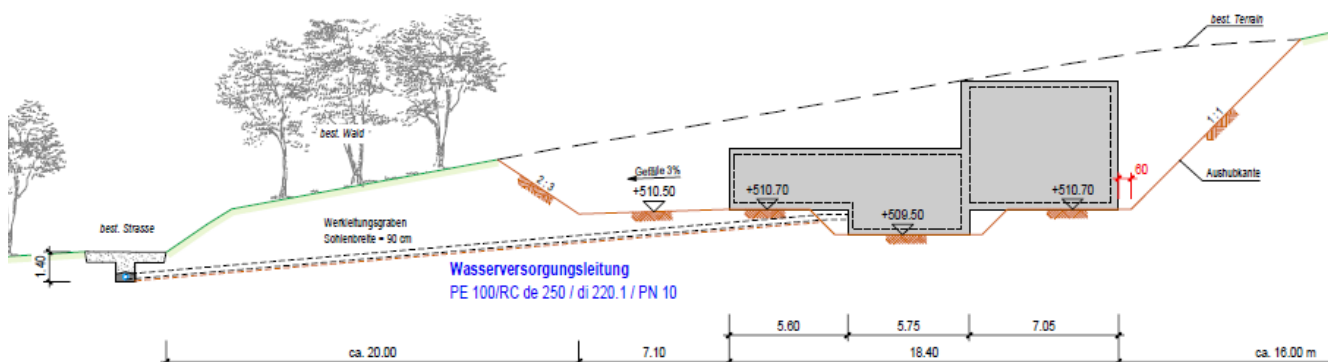 best. Terrain
best. Wald
1:1
60
Aushubkante
2:3
Gefälle 3%
+510.50
+510.70
+510.70
+509.50
best. Strasse
Werkleitungsgraben
Sohlenbreite = 90 cm
1.40
Wasserversorgungsleitung
PE 100/RC de 250 / di 220.1 / PN 10
5.60
5.75
7.05
ca. 20.00
7.10
18.40
ca. 16.00 m